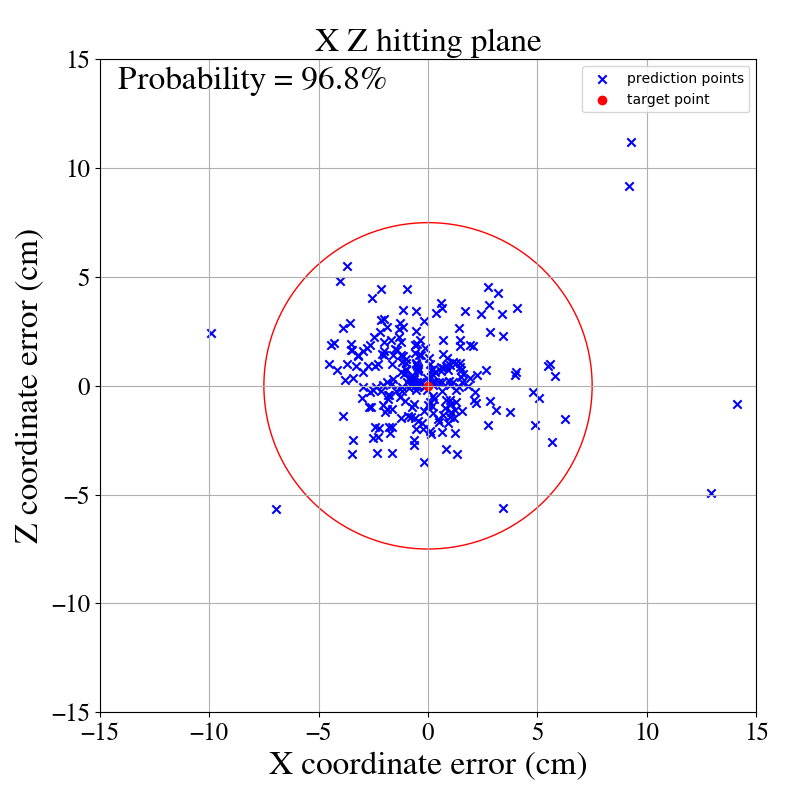 X Z hitting plane
Probability = 96.8%
prediction points
target point
15
10
5
0
−5
−10
−15
−15
−10
−5
0
5
10
15
Z coordinate error (cm)
X coordinate error (cm)